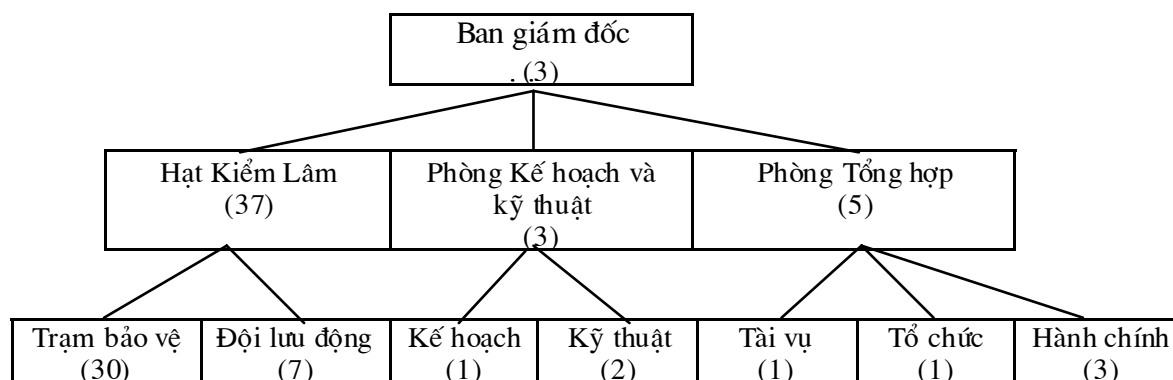 Ban giám đốc
(3)
Hạt Kiểm Lâm
(37)
Phòng Kế hoạch và
kỹ thuật
(3)
Phòng Tổng hợp
(5)
Trạm bảo vệ
(30)
Đội lưu động
(7)
Kế hoạch
(1)
Kỹ thuật
(2)
Tài vụ
(1)
Tổ chức
(1)
Hành chính
(3)